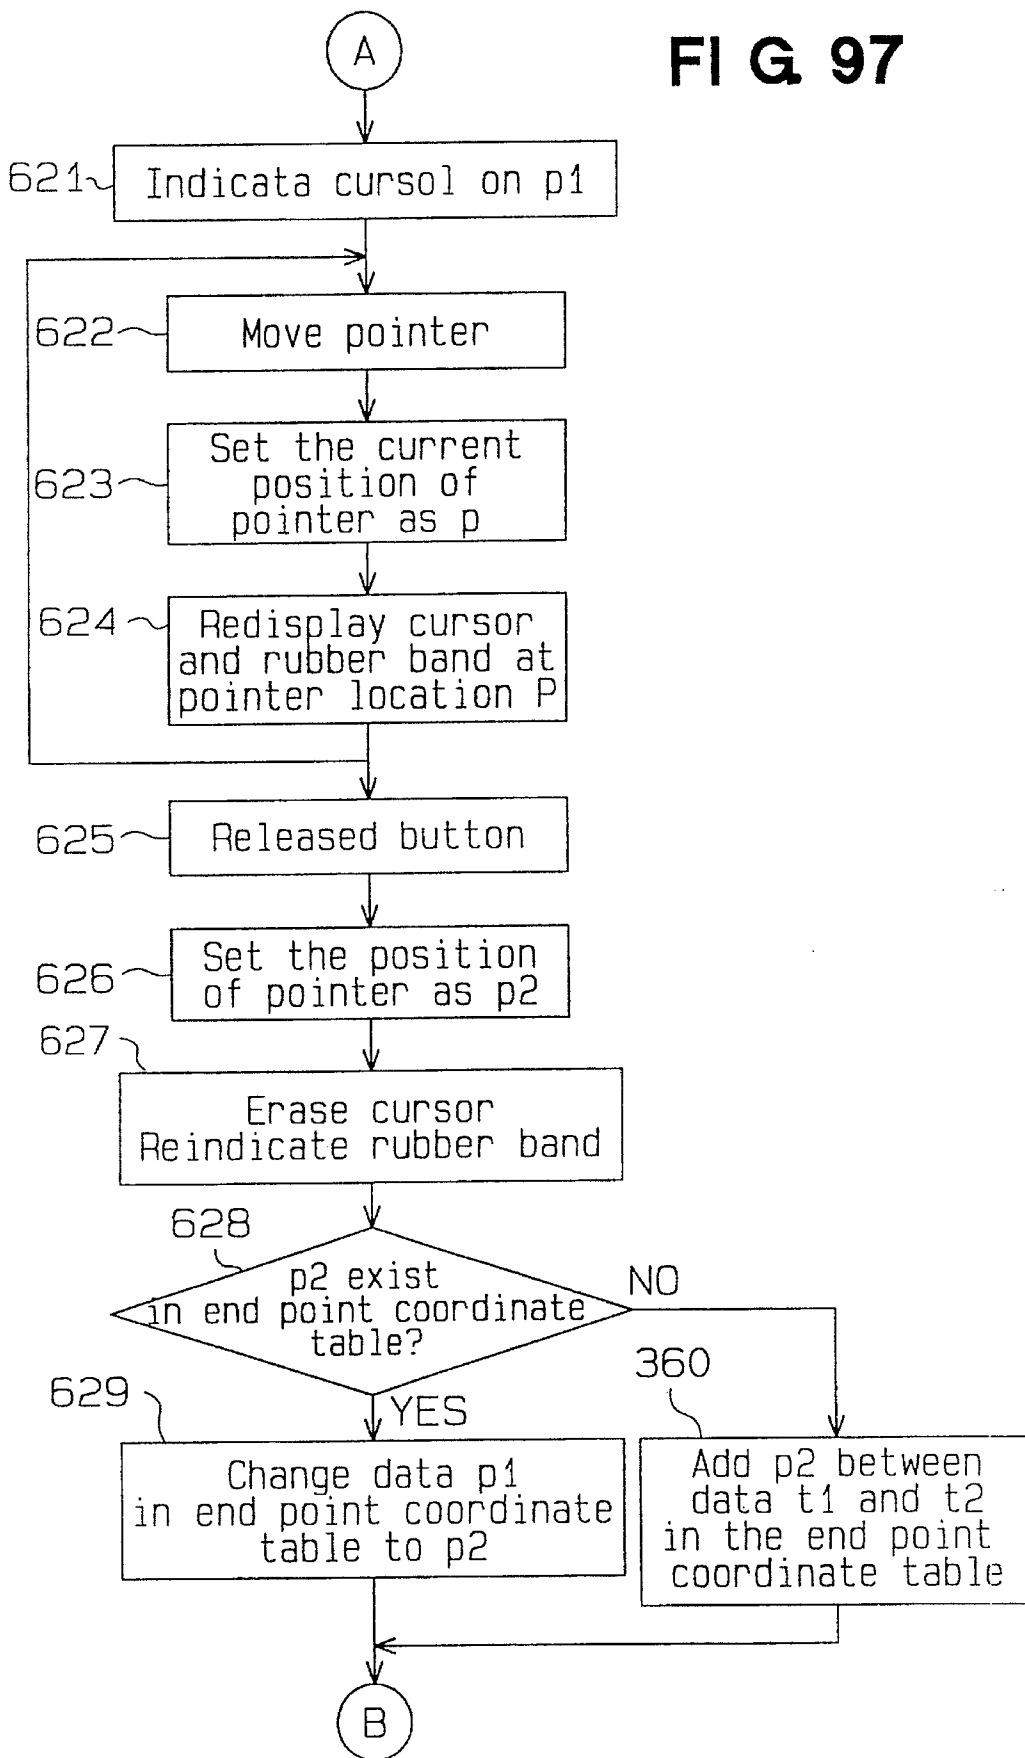 A
FIG. 97
621
Indicata cursol on p1
622
Move pointer
623
Set the current
position of
pointer as p
624
Redisplay cursor
and rubber band at
pointer location P
625
Released button
626
Set the position
of pointer as p2
627
Erase cursor
Reindicate rubber band
628
p2 exist
in end point coordinate
table?
NO
YES
629
Change data p1
in end point coordinate
table to p2
360
Add p2 between
data t1 and t2
in the end point
coordinate table
B